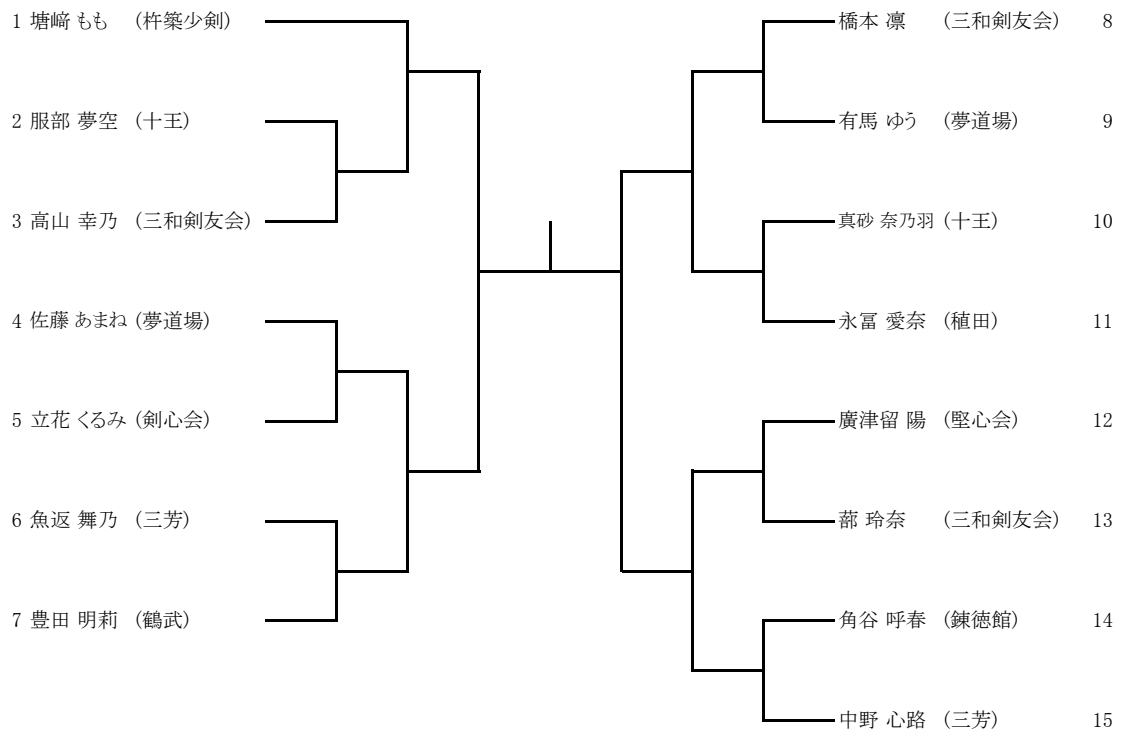 1 塘﨑 もも (杵築少剣)
2 服部 夢空 (十王)
3 高山 幸乃 (三和剣友会)
4 佐藤 あまね (夢道場)
5 立花 くるみ (剣心会)
6 魚返 舞乃 (三芳)
7 豊田 明莉 (鶴武)
橋本 凛 (三和剣友会) 8
有馬 ゆう (夢道場) 9
真砂 奈乃羽 (十王) 10
永冨 愛奈 (稙田) 11
廣津留 陽 (堅心会) 12
蔀 玲奈 (三和剣友会) 13
角谷 呼春 (錬徳館) 14
中野 心路 (三芳) 15